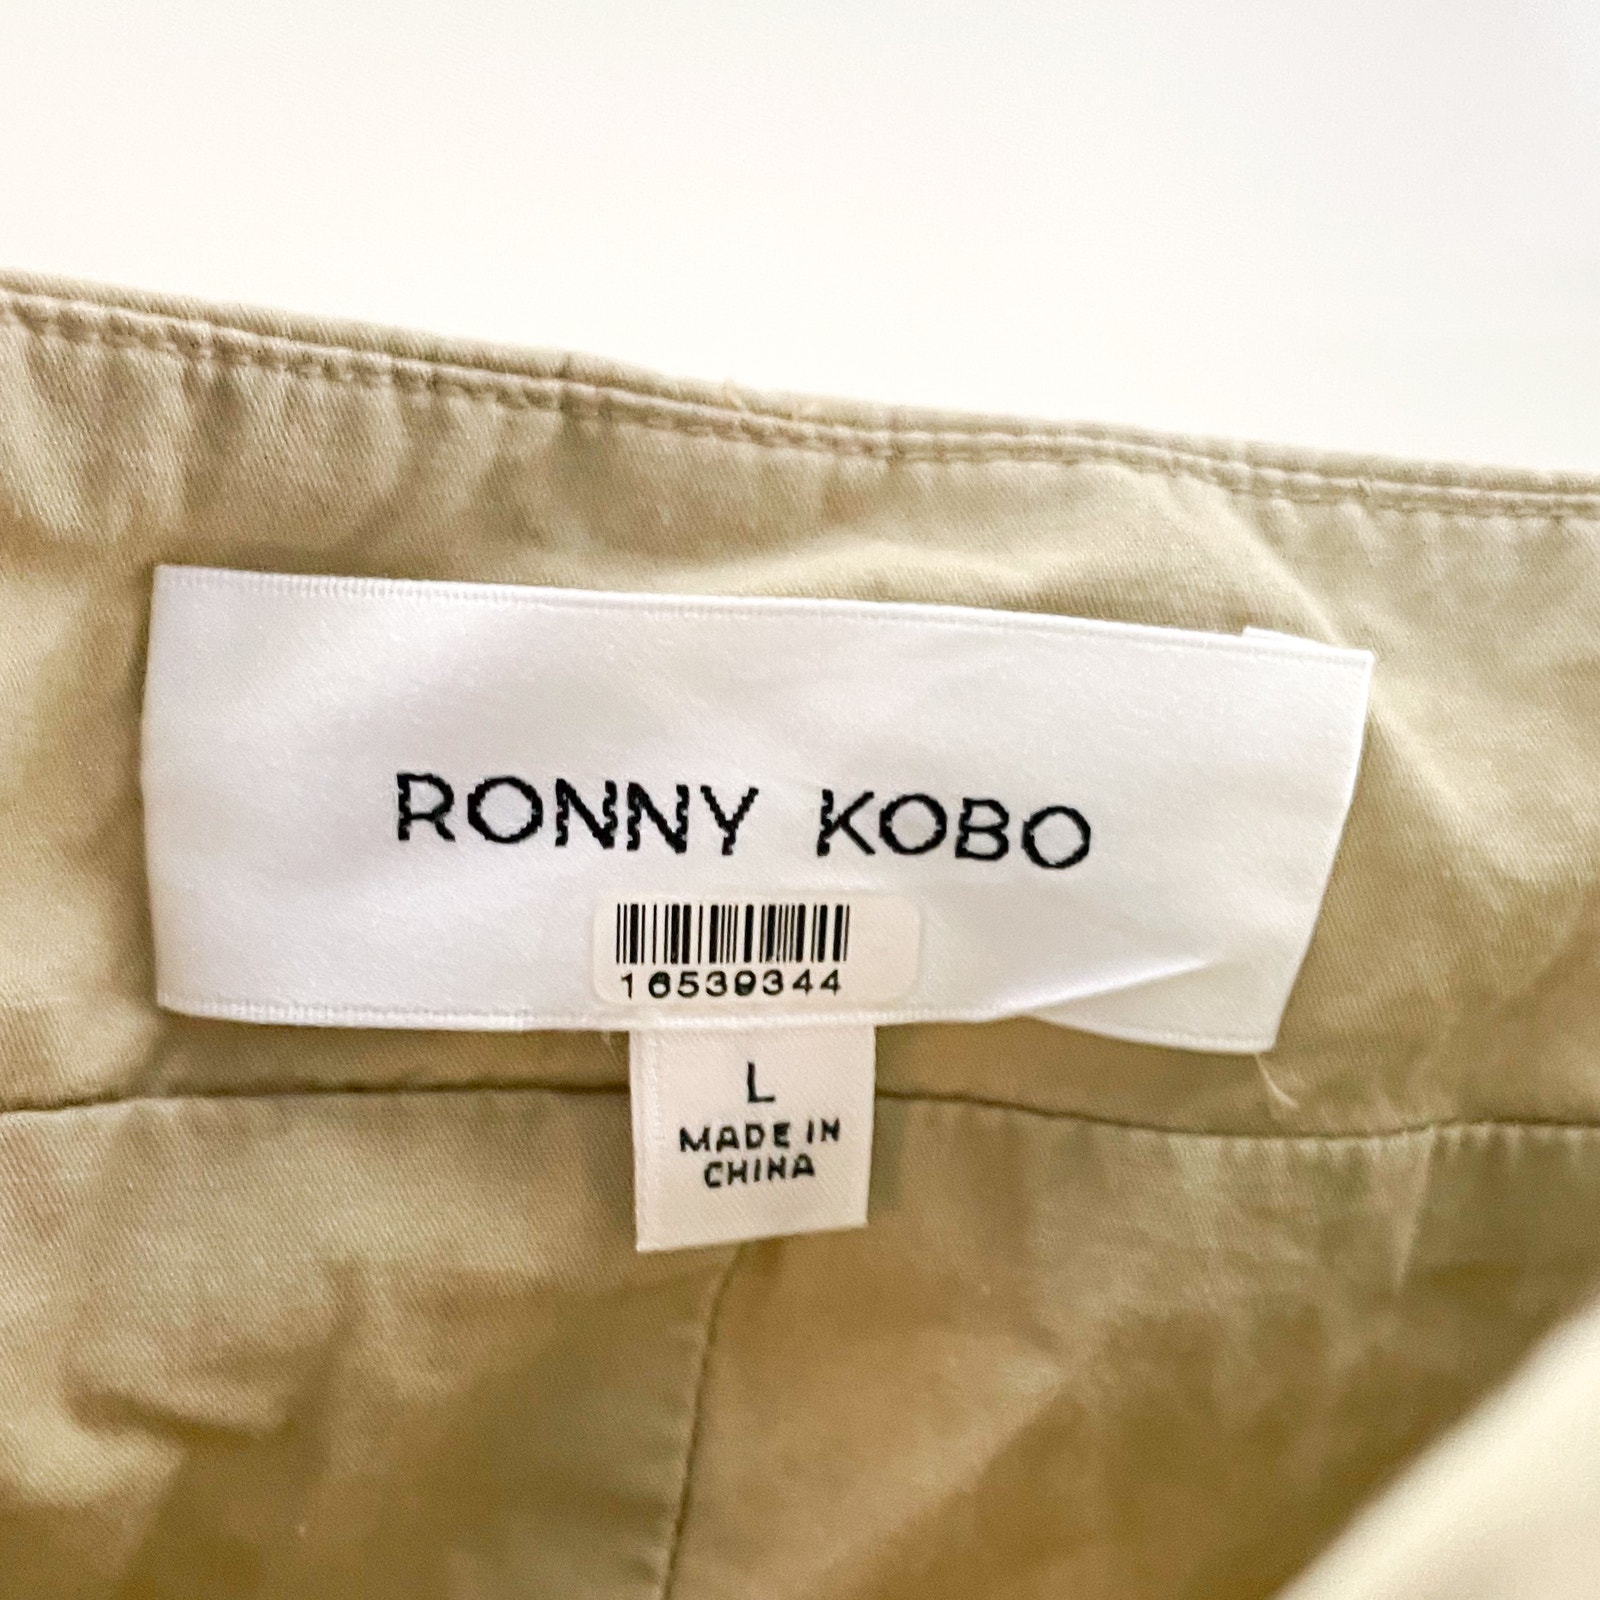 RONNY KOBO
16539344
L
MADE IN
CHINA